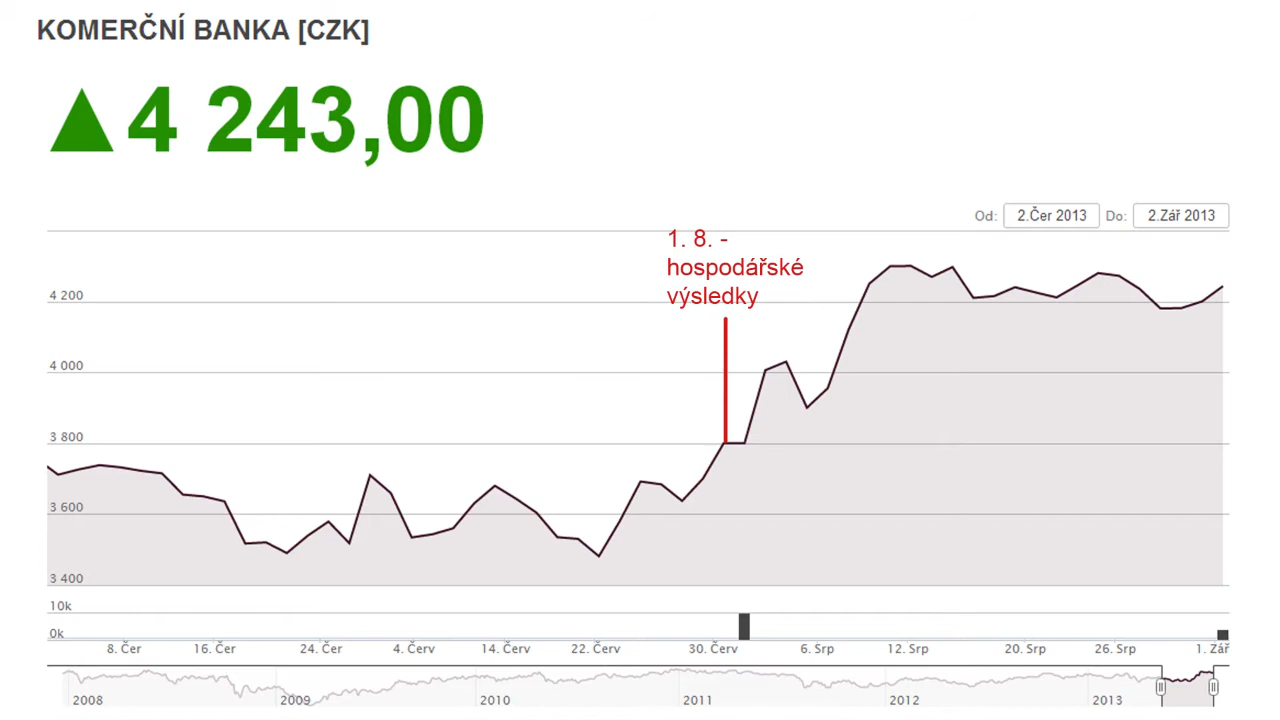 KOMERČNÍ BANKA [CZK]
▲4 243,00
Od: 2.Čer 2013 Do: 2.Zář 2013
1. 8. -
hospodářské
výsledky
4 200
4 000
3 800
3 600
3 400
10k
0k
8. Čer 16. Čer 24. Čer 4. Červ 14. Červ 22. Červ 30. Červ 6. Srp 12. Srp 20. Srp 26. Srp 1. Zář
2008 2009 2010 2011 2012 2013